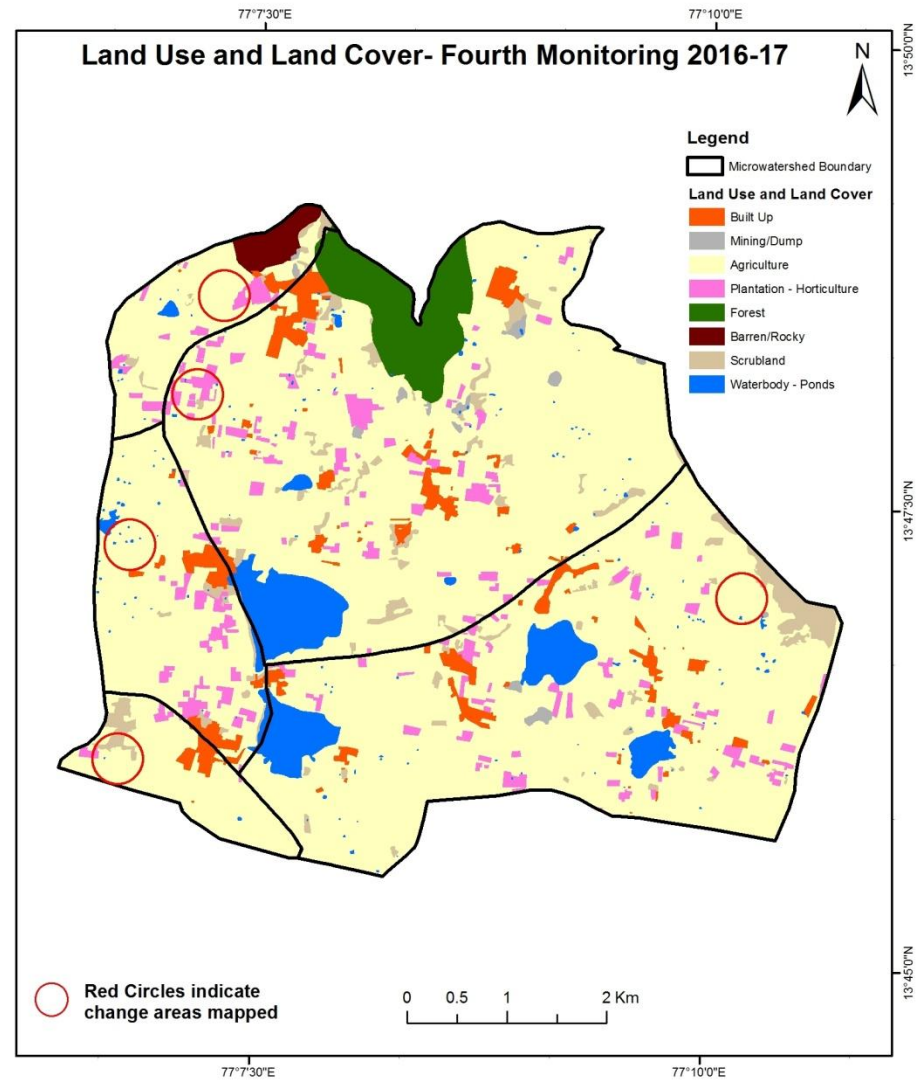 77°7'30"E
77°10'0"E
Land Use and Land Cover- Fourth Monitoring 2016-17
N
13°50'0"N
Legend
Microwatershed Boundary
Land Use and Land Cover
Built Up
Mining/Dump
Agriculture
Plantation - Horticulture
Forest
Barren/Rocky
Scrubland
Waterbody - Ponds
13°47'30"N
13°45'0"N
Red Circles indicate
change areas mapped
0 0.5 1 2 Km
77°7'30"E
77°10'0"E